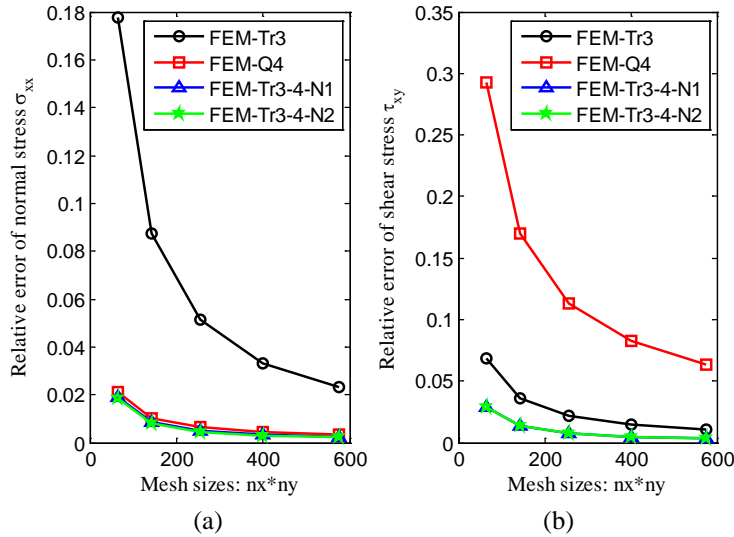 0.18
0.16
0.14
0.12
0.1
0.08
0.06
0.04
0.02
0
Relative error of normal stress σxx
FEM-Tr3
FEM-Q4
FEM-Tr3-4-N1
FEM-Tr3-4-N2
0 200 400 600
Mesh sizes: nx*ny
(a)
0.35
0.3
0.25
0.2
0.15
0.1
0.05
0
Relative error of shear stress τxy
FEM-Tr3
FEM-Q4
FEM-Tr3-4-N1
FEM-Tr3-4-N2
0 200 400 600
Mesh sizes: nx*ny
(b)